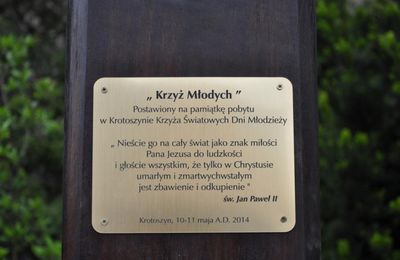 „ Krzyż Młodych "
Postawiony na pamiątkę pobytu
w Krotoszynie Krzyża Światowych Dni Młodzieży
„ Nieście go na cały świat jako znak miłości
Pana Jezusa do ludzkości
i głoście wszystkim, że tylko w Chrystusie
umarłym i zmartwychwstałym
jest zbawienie i odkupienie "
św. Jan Paweł II
Krotoszyn, 10-11 maja A.D. 2014